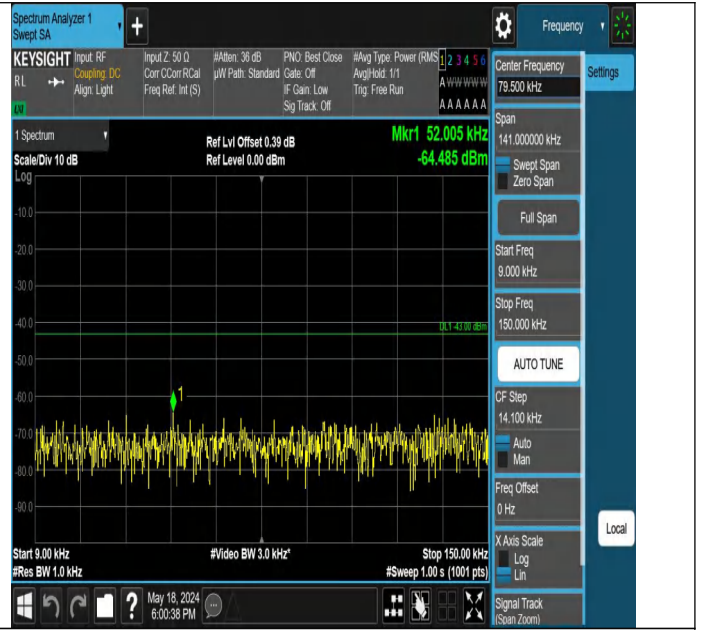 Spectrum Analyzer 1
Swept SA
Frequency
KEYSIGHT
R L
Input: RF
Coupling: DC
Align: Light
Input Z: 50 Ω
Corr CCorr RCal
Freq Ref: Int (S)
#Atten: 36 dB
µW Path: Standard
PNO: Best Close
Gate: Off
IF Gain: Low
Sig Track: Off
#Avg Type: Power (RMS
Avg|Hold: 1/1
Trig: Free Run
1 2 3 4 5 6
A W W W W W
A A A A A A
1 Spectrum
Scale/Div 10 dB
Ref Lvl Offset 0.39 dB
Ref Level 0.00 dBm
Mkr1 52.005 kHz
-64.485 dBm
Log
-10.0
-20.0
-30.0
-40.0
-50.0
-60.0
-70.0
-80.0
-90.0
DL1 -43.00 dBm
1
Start 9.00 kHz
#Res BW 1.0 kHz
#Video BW 3.0 kHz*
Stop 150.00 kHz
#Sweep 1.00 s (1001 pts)
May 18, 2024
6:00:38 PM
?
Center Frequency
79.500 kHz
Settings
Span
141.000000 kHz
Swept Span
Zero Span
Full Span
Start Freq
9.000 kHz
Stop Freq
150.000 kHz
AUTO TUNE
CF Step
14.100 kHz
Auto
Man
Freq Offset
0 Hz
X Axis Scale
Log
Lin
Local
Signal Track
(Span Zoom)